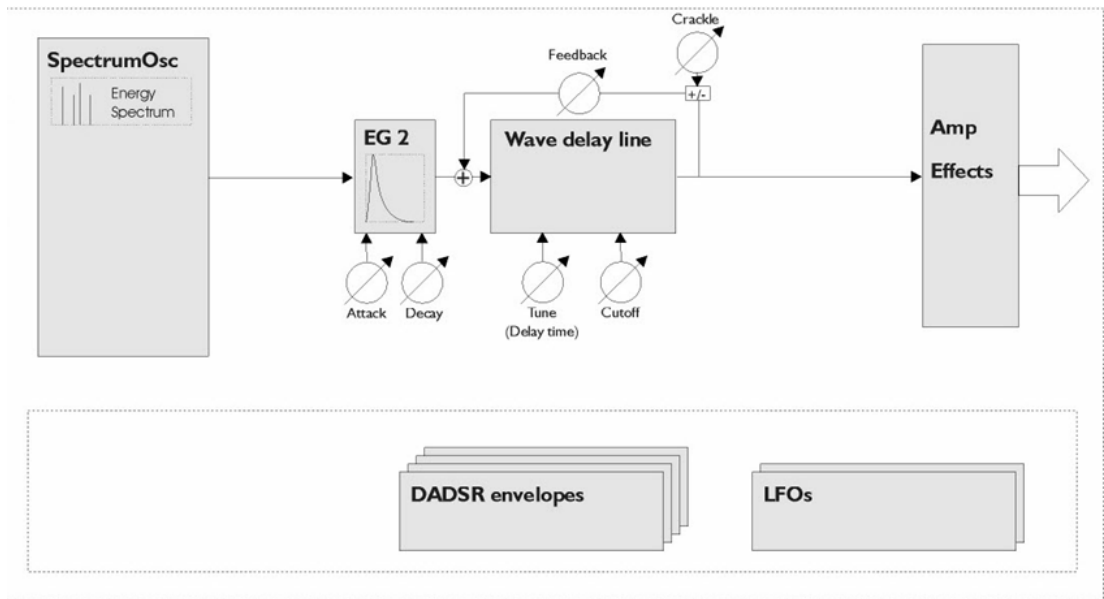 Crackle
SpectrumOsc
Feedback
Energy
Spectrum
+/-
EG 2
Wave delay line
Amp
Effects
+
Attack
Decay
Tune
(Delay time)
Cutoff
DADSR envelopes
LFOs